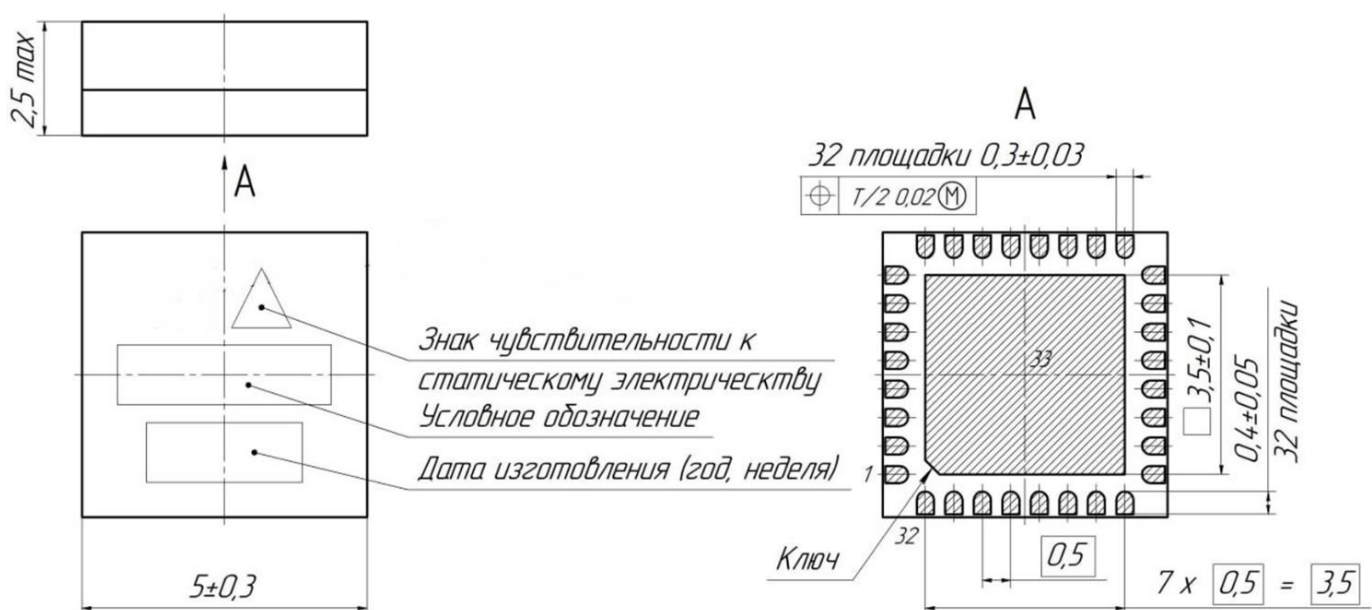 2,5 max
А
Знак чувствительности к
статическому электрическтву
Условное обозначение
Дата изготовления (год, неделя)
5±0,3
А
32 площадки 0,3±0,03
T/2 0,02 M
33
3,5±0,1
0,4±0,05
32 площадки
1
32
Ключ
0,5
7 x 0,5 = 3,5